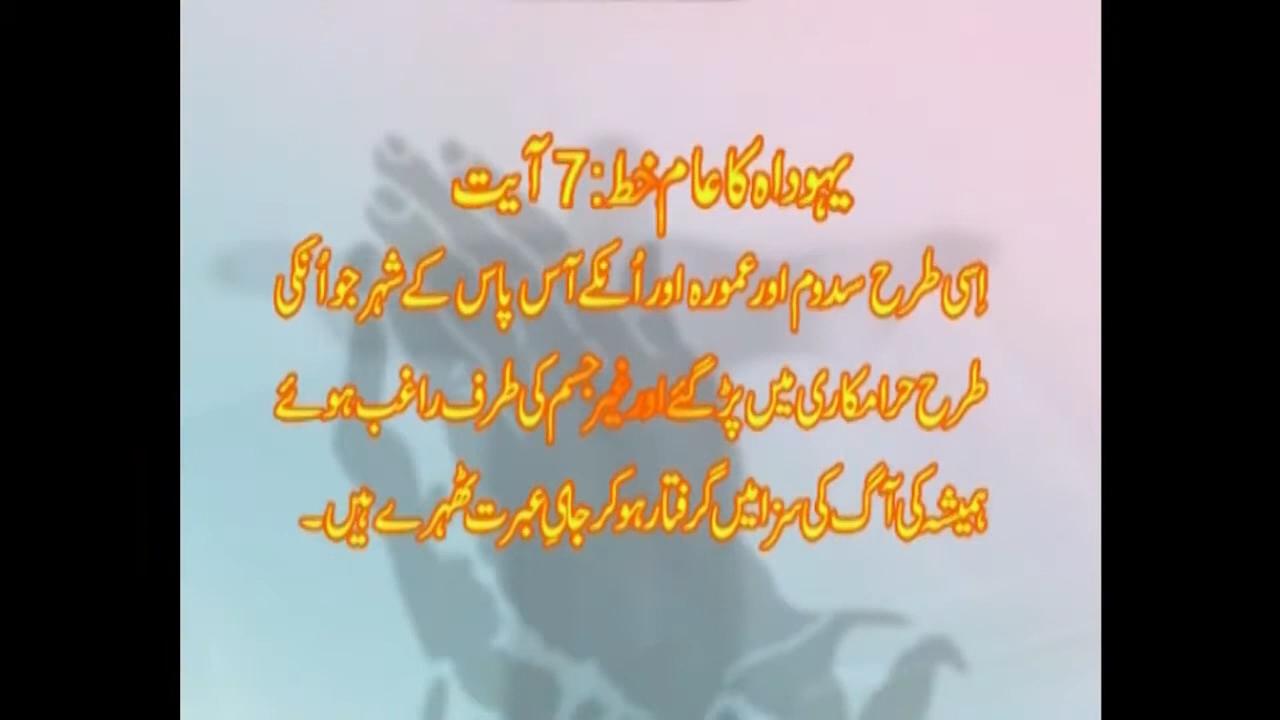 یہوداہ کا عام خط: 7 آیت
اِسی طرح سدوم اور عمورہ اور اُنکے آس پاس کے شہر جو اُنکی
طرح حرامکاری میں پڑ گئے اور غیر جسم کی طرف راغب ہوئے
ہمیشہ کی آگ کی سزا میں گرفتار ہو کر جایِ عبرت ٹھہرے ہیں۔